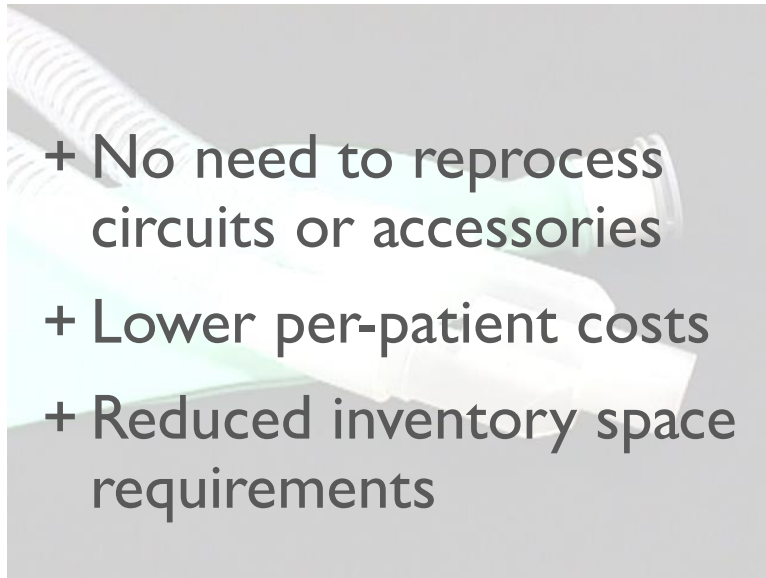 + No need to reprocess
circuits or accessories
+ Lower per-patient costs
+ Reduced inventory space
requirements